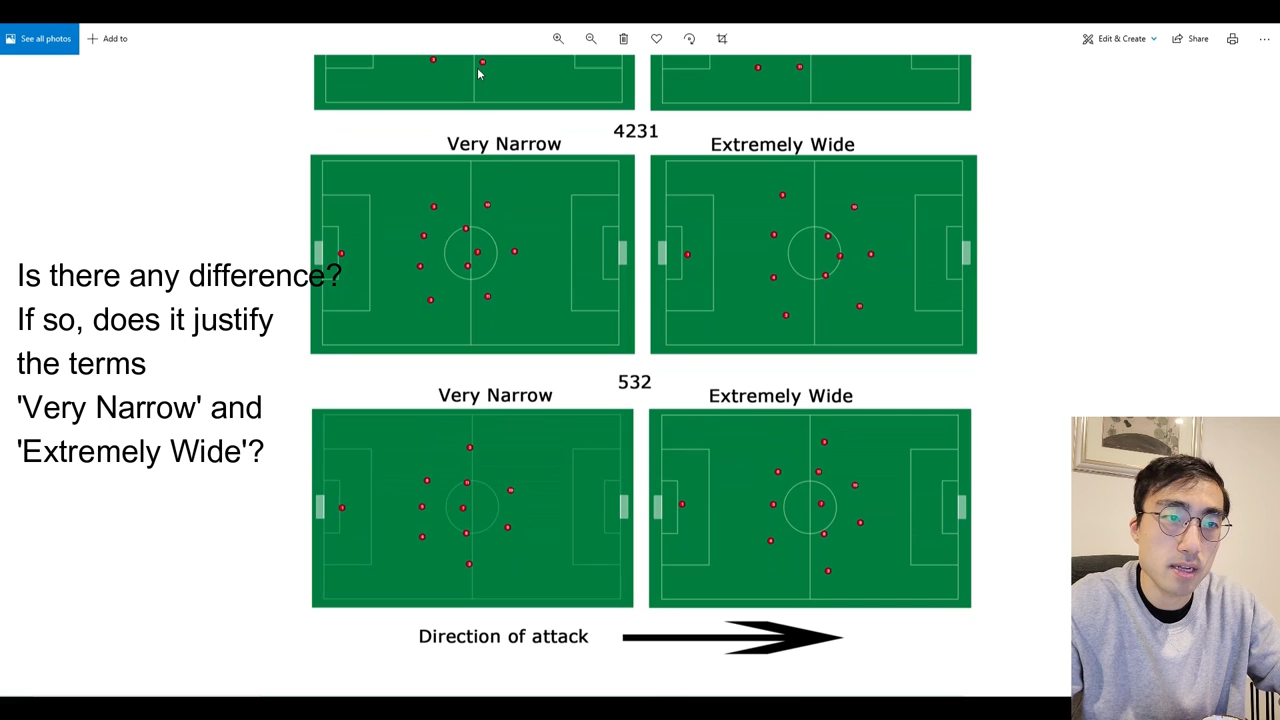 See all photos
Add to
Edit & Create
Share
4231
Very Narrow
Extremely Wide
Is there any difference?
If so, does it justify
the terms
'Very Narrow' and
'Extremely Wide'?
532
Very Narrow
Extremely Wide
Direction of attack